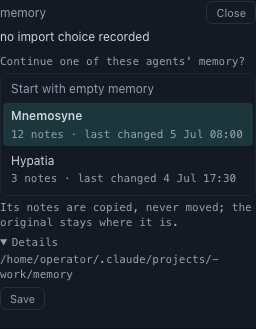 memory
Close
no import choice recorded
Continue one of these agents' memory?
Start with empty memory
Mnemosyne
12 notes · last changed 5 Jul 08:00
Hypatia
3 notes · last changed 4 Jul 17:30
Its notes are copied, never moved; the
original stays where it is.
▼ Details
/home/operator/.claude/projects/-
work/memory
Save